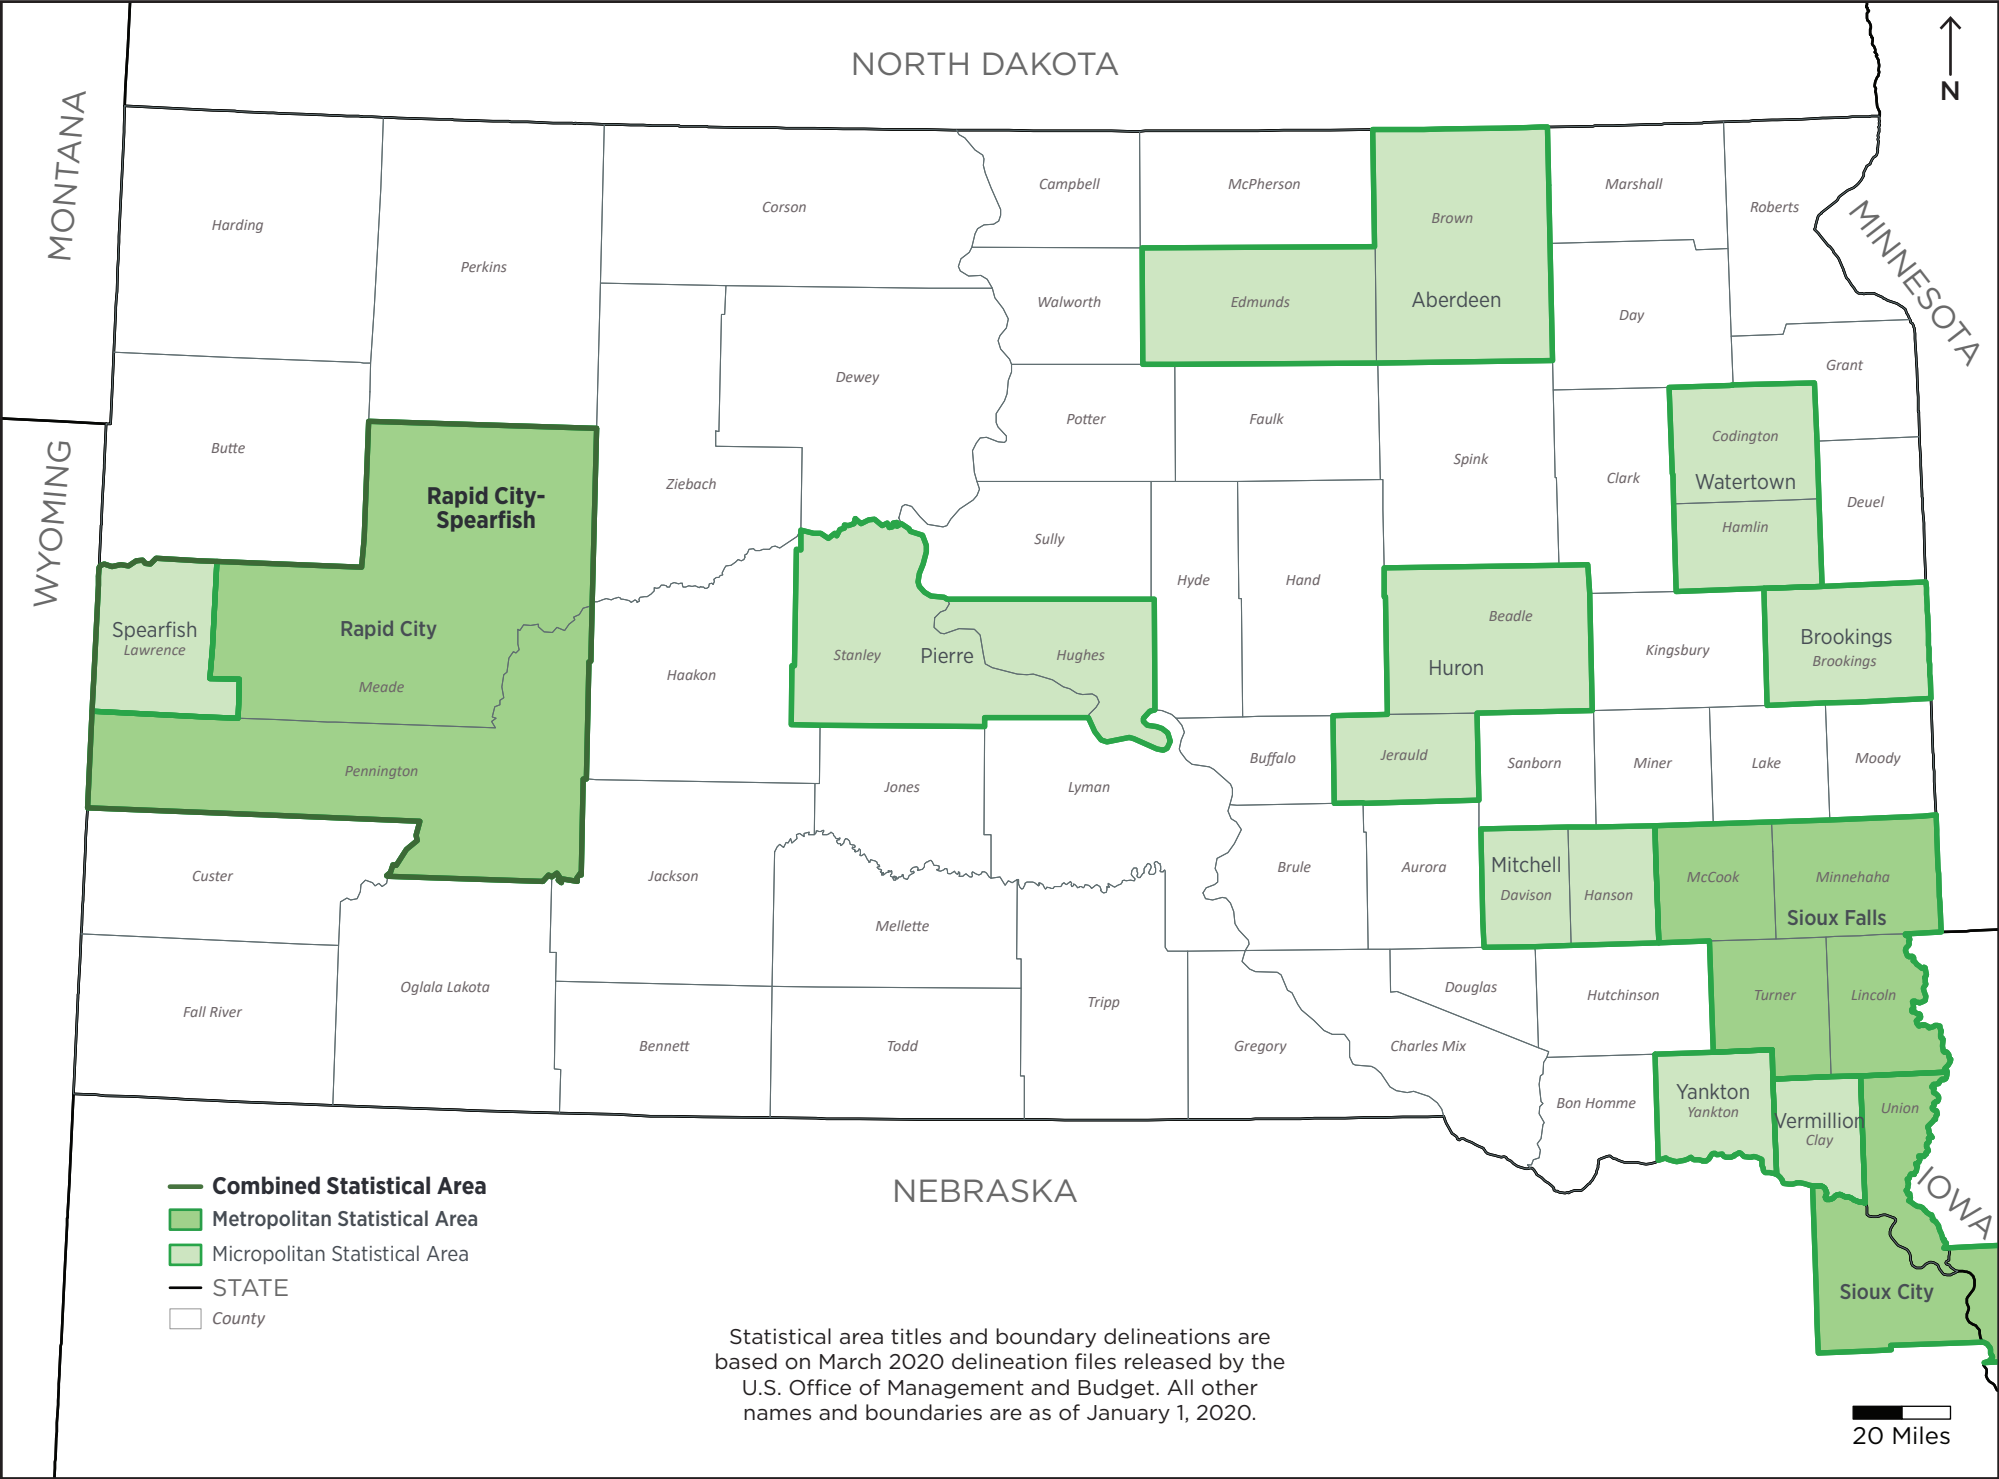 NORTH DAKOTA
N
MONTANA
MINNESOTA
WYOMING
NEBRASKA
IOWA
Harding
Perkins
Corson
Campbell
McPherson
Brown
Marshall
Roberts
Walworth
Edmunds
Aberdeen
Day
Grant
Dewey
Butte
Potter
Faulk
Spink
Clark
Codington
Watertown
Hamlin
Deuel
Rapid City-
Spearfish
Ziebach
Sully
Hyde
Hand
Beadle
Huron
Kingsbury
Brookings
Brookings
Spearfish
Lawrence
Rapid City
Meade
Haakon
Stanley
Pierre
Hughes
Pennington
Jones
Lyman
Buffalo
Jerauld
Sanborn
Miner
Lake
Moody
Custer
Jackson
Brule
Aurora
Mitchell
Davison
Hanson
McCook
Minnehaha
Sioux Falls
Mellette
Fall River
Oglala Lakota
Tripp
Douglas
Hutchinson
Turner
Lincoln
Bennett
Todd
Gregory
Charles Mix
Bon Homme
Yankton
Yankton
Vermillion
Clay
Union
Sioux City
Combined Statistical Area
Metropolitan Statistical Area
Micropolitan Statistical Area
STATE
County
Statistical area titles and boundary delineations are
based on March 2020 delineation files released by the
U.S. Office of Management and Budget. All other
names and boundaries are as of January 1, 2020.
20 Miles